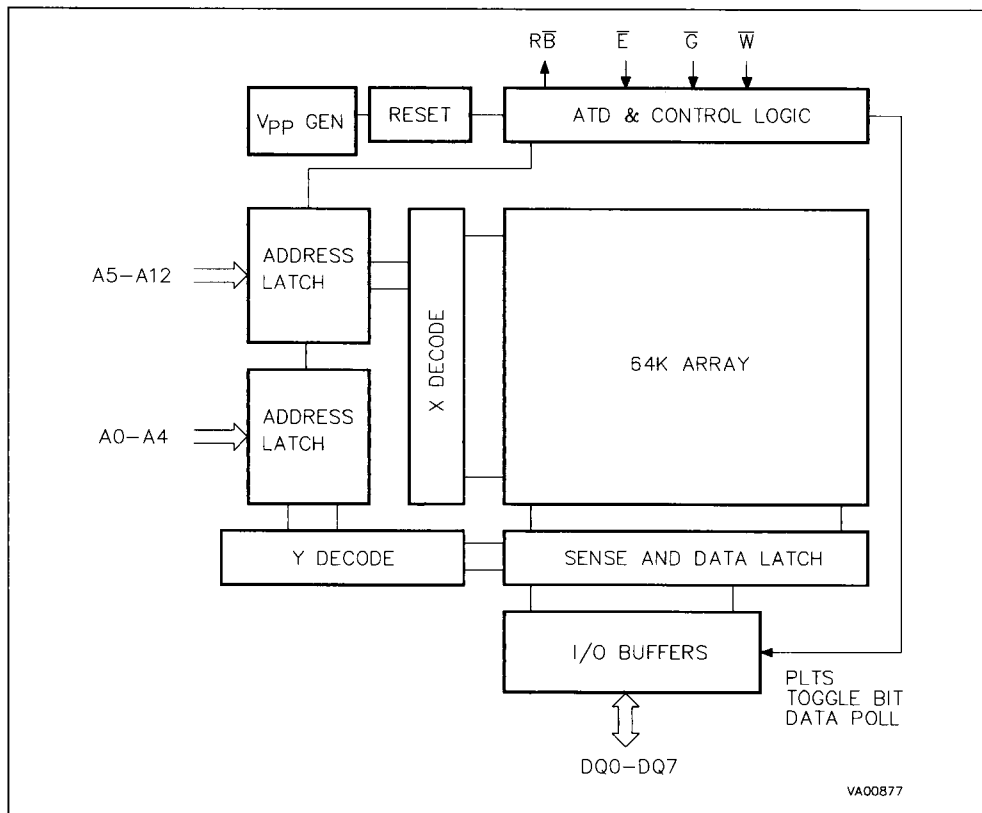 RB̅ E̅ G̅ W̅
VPP GEN
RESET
ATD & CONTROL LOGIC
A5-A12
ADDRESS
LATCH
X DECODE
64K ARRAY
A0-A4
ADDRESS
LATCH
Y DECODE
SENSE AND DATA LATCH
I/O BUFFERS
PLTS
TOGGLE BIT
DATA POLL
DQ0-DQ7
VA00877